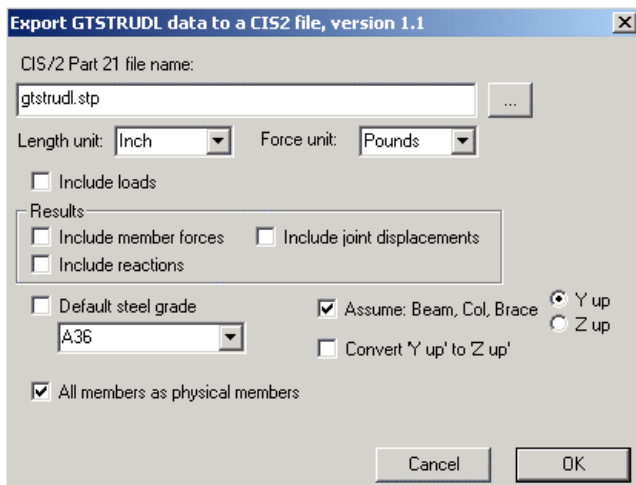 Export GTSTRUDL data to a CIS2 file, version 1.1
CIS/2 Part 21 file name:
gtstrudl.stp ...
Length unit: Inch Force unit: Pounds
Include loads
Results
Include member forces Include joint displacements
Include reactions
Default steel grade Assume: Beam, Col, Brace Y up
A36 Z up
Convert 'Y up' to 'Z up'
All members as physical members
Cancel OK